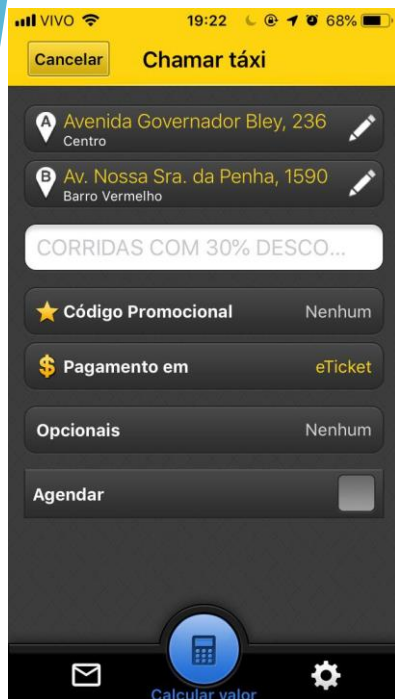 VIVO 19:22 68%
Cancelar Chamar táxi
A Avenida Governador Bley, 236
Centro
B Av. Nossa Sra. da Penha, 1590
Barro Vermelho
CORRIDAS COM 30% DESCO...
Código Promocional Nenhum
$ Pagamento em eTicket
Opcionais Nenhum
Agendar
Calcular valor